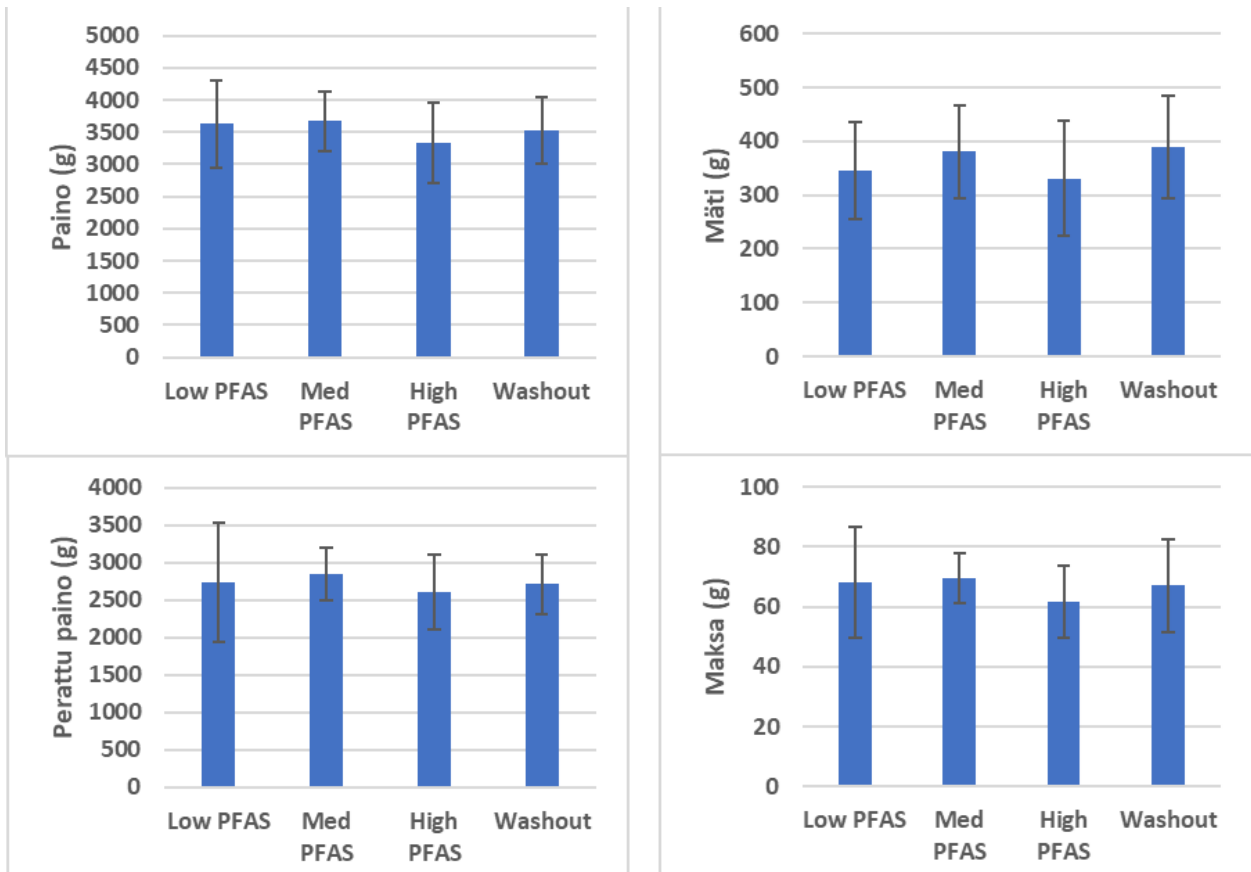 Paino (g)
5000
4500
4000
3500
3000
2500
2000
1500
1000
500
0
Low PFAS
Med PFAS
High PFAS
Washout
Mäti (g)
600
500
400
300
200
100
0
Low PFAS
Med PFAS
High PFAS
Washout
Perattu paino (g)
4000
3500
3000
2500
2000
1500
1000
500
0
Low PFAS
Med PFAS
High PFAS
Washout
Maksa (g)
100
80
60
40
20
0
Low PFAS
Med PFAS
High PFAS
Washout